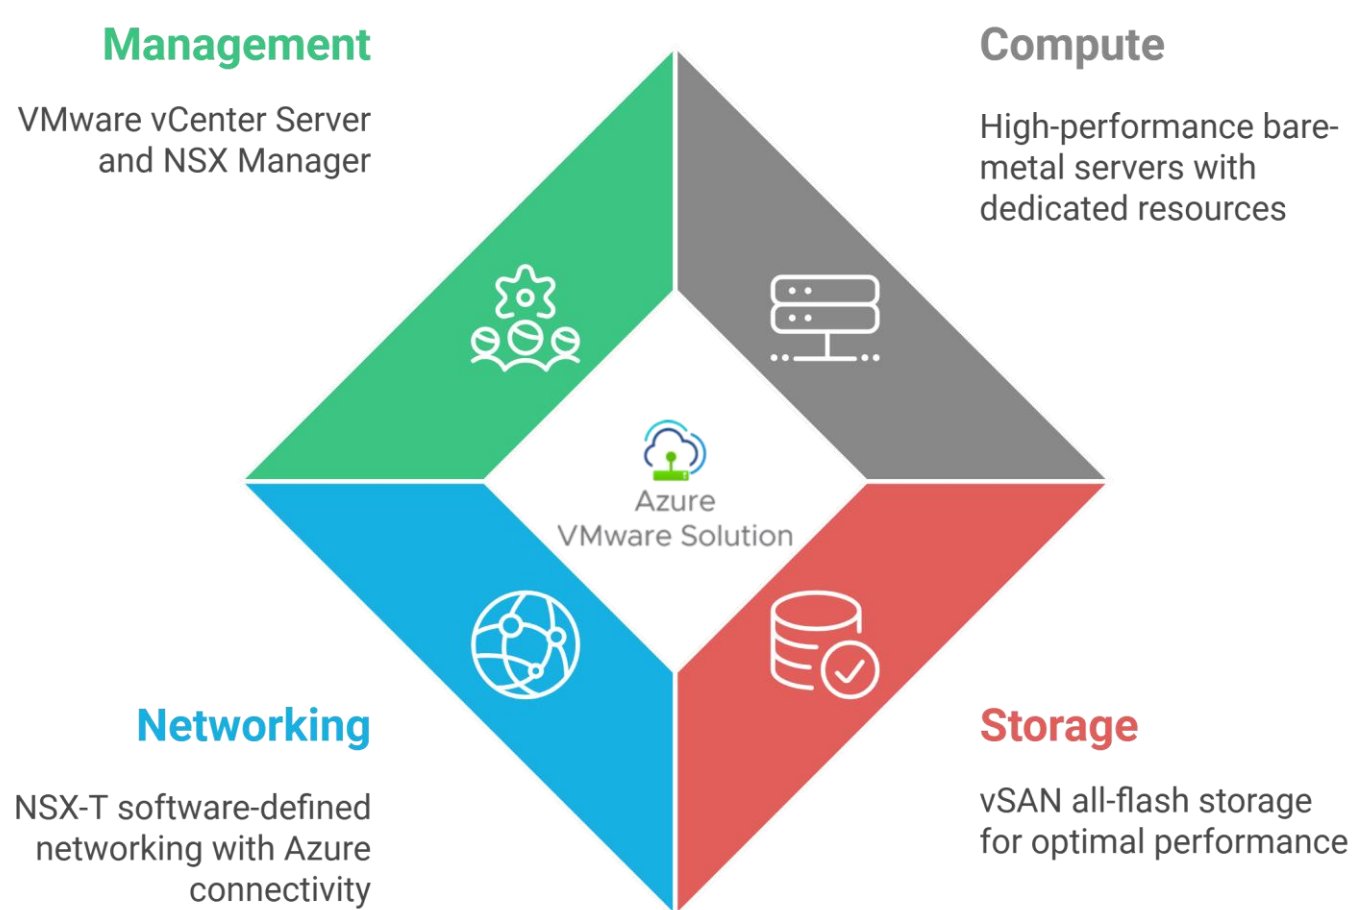 Management
VMware vCenter Server
and NSX Manager
Compute
High-performance bare-
metal servers with
dedicated resources
Azure
VMware Solution
Networking
NSX-T software-defined
networking with Azure
connectivity
Storage
vSAN all-flash storage
for optimal performance